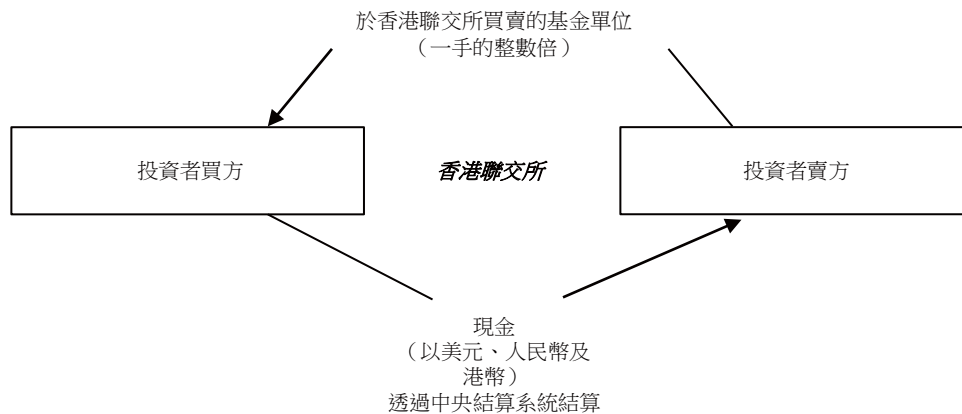 於香港聯交所買賣的基金單位
（一手的整數倍）
投資者買方
香港聯交所
投資者賣方
現金
（以美元、人民幣及
港幣）
透過中央結算系統結算